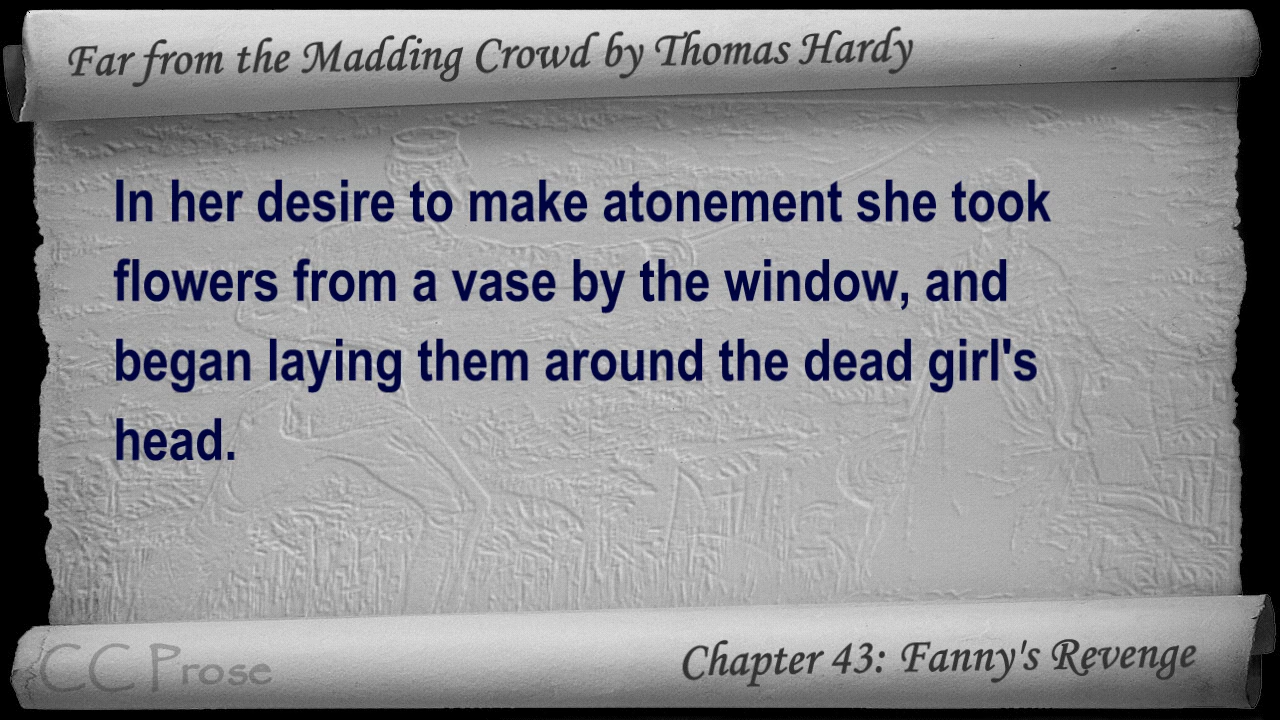 Far from the Madding Crowd by Thomas Hardy
In her desire to make atonement she took
flowers from a vase by the window, and
began laying them around the dead girl's
head.
CC Prose
Chapter 43: Fanny's Revenge